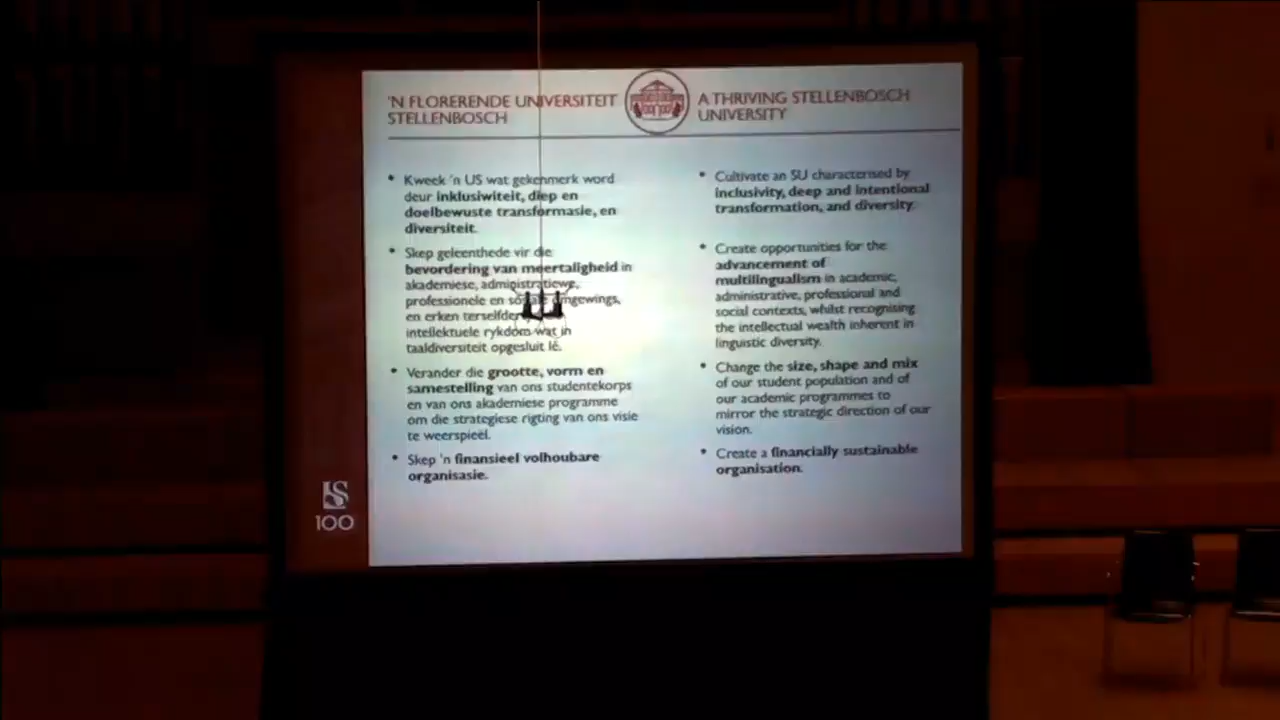 'N FLORERENDE UNIVERSITEIT
STELLENBOSCH
• Kweek 'n US wat gekenmerk word
deur inklusiwiteit, diep en
doelbewuste transformasie, en
diversiteit.
• Skep geleenthede vir die
bevordering van meertaligheid in
akademiese, administratiewe,
professionele en sosiale omgewings,
en erken terselfdertyd
intellektuele rykdom wat in
taaldiversiteit opgesluit lê.
• Verander die grootte, vorm en
samestelling van ons studentekorps
en van ons akademiese programme
om die strategiese rigting van ons visie
te weerspieël.
• Skep 'n finansieel volhoubare
organisasie.
A THRIVING STELLENBOSCH
UNIVERSITY
• Cultivate an SU characterised by
inclusivity, deep and intentional
transformation, and diversity.
• Create opportunities for the
advancement of
multilingualism in academic,
administrative, professional and
social contexts, whilst recognising
the intellectual wealth inherent in
linguistic diversity.
• Change the size, shape and mix
of our student population and of
our academic programmes to
mirror the strategic direction of our
vision.
• Create a financially sustainable
organisation.
US
100